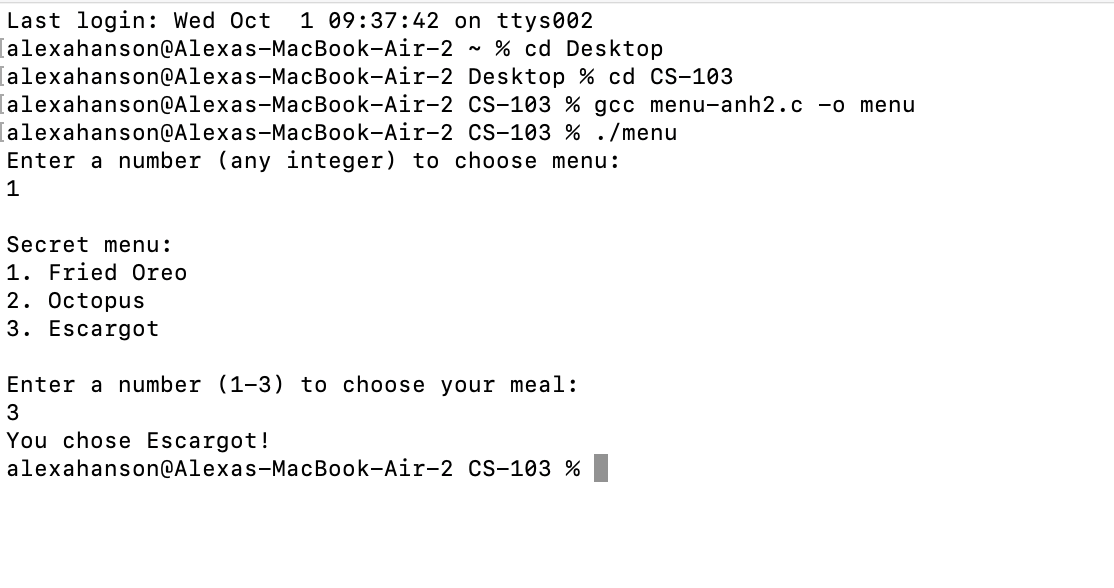 Last login: Wed Oct  1 09:37:42 on ttys002
[alexahanson@Alexas-MacBook-Air-2 ~ % cd Desktop
[alexahanson@Alexas-MacBook-Air-2 Desktop % cd CS-103
[alexahanson@Alexas-MacBook-Air-2 CS-103 % gcc menu-anh2.c -o menu
[alexahanson@Alexas-MacBook-Air-2 CS-103 % ./menu
Enter a number (any integer) to choose menu:
1

Secret menu:
1. Fried Oreo
2. Octopus
3. Escargot

Enter a number (1-3) to choose your meal:
3
You chose Escargot!
alexahanson@Alexas-MacBook-Air-2 CS-103 %